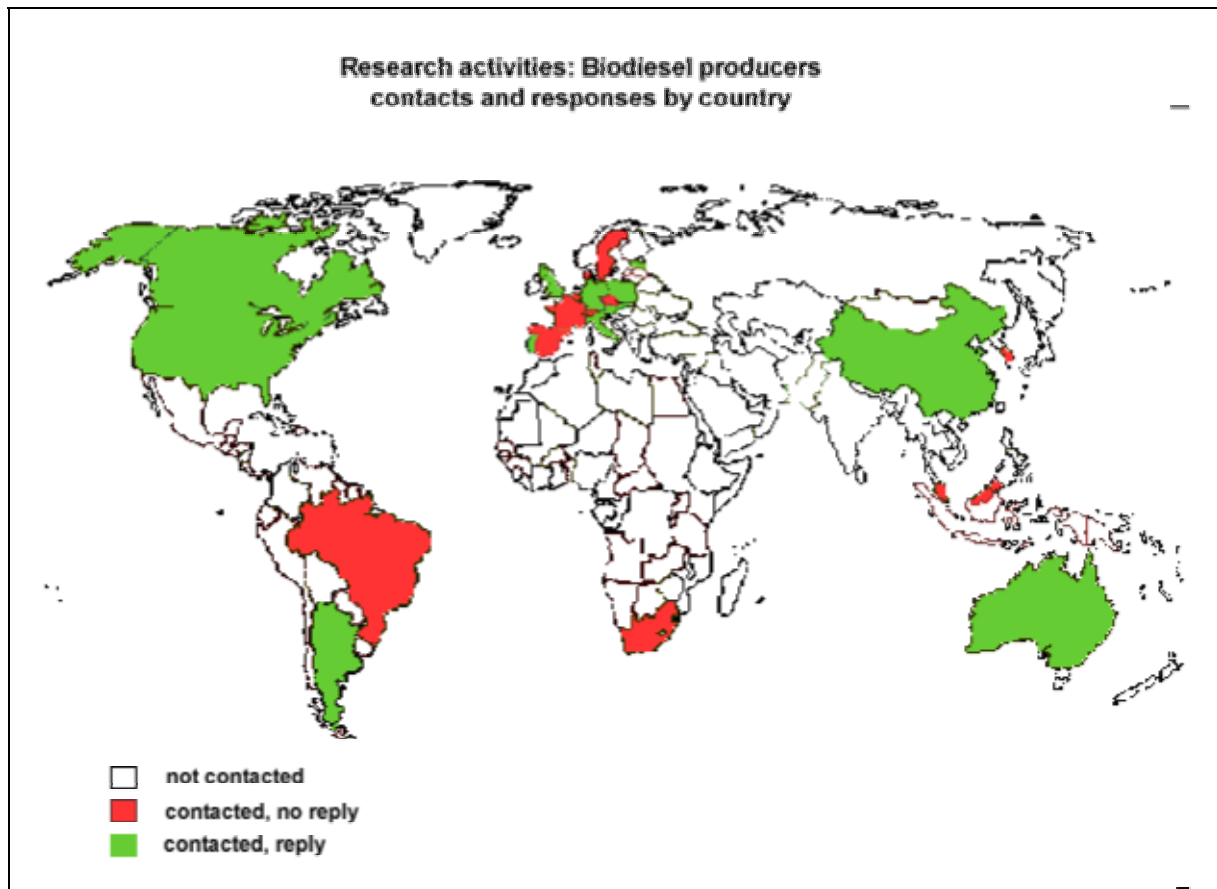 Research activities: Biodiesel producers
contacts and responses by country
not contacted
contacted, no reply
contacted, reply